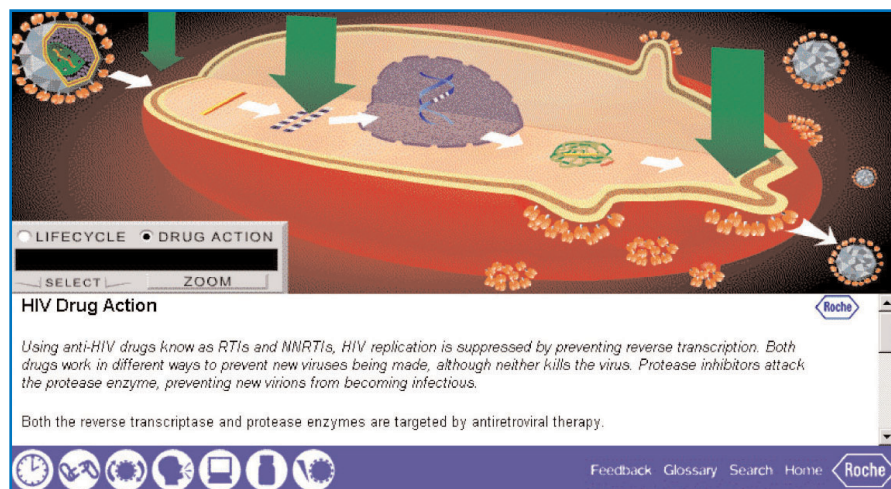 LIFECYCLE DRUG ACTION
SELECT ZOOM
HIV Drug Action
Roche
Using anti-HIV drugs know as RTIs and NNRTIs, HIV replication is suppressed by preventing reverse transcription. Both
drugs work in different ways to prevent new viruses being made, although neither kills the virus. Protease inhibitors attack
the protease enzyme, preventing new virions from becoming infectious.
Both the reverse transcriptase and protease enzymes are targeted by antiretroviral therapy.
Feedback Glossary Search Home Roche